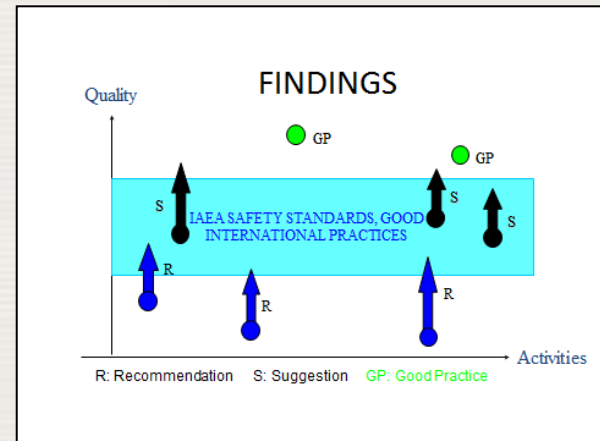 FINDINGS
Quality
GP
GP
S
S
IAEA SAFETY STANDARDS, GOOD
INTERNATIONAL PRACTICES
S
R
R
R
Activities
R: Recommendation S: Suggestion GP: Good Practice